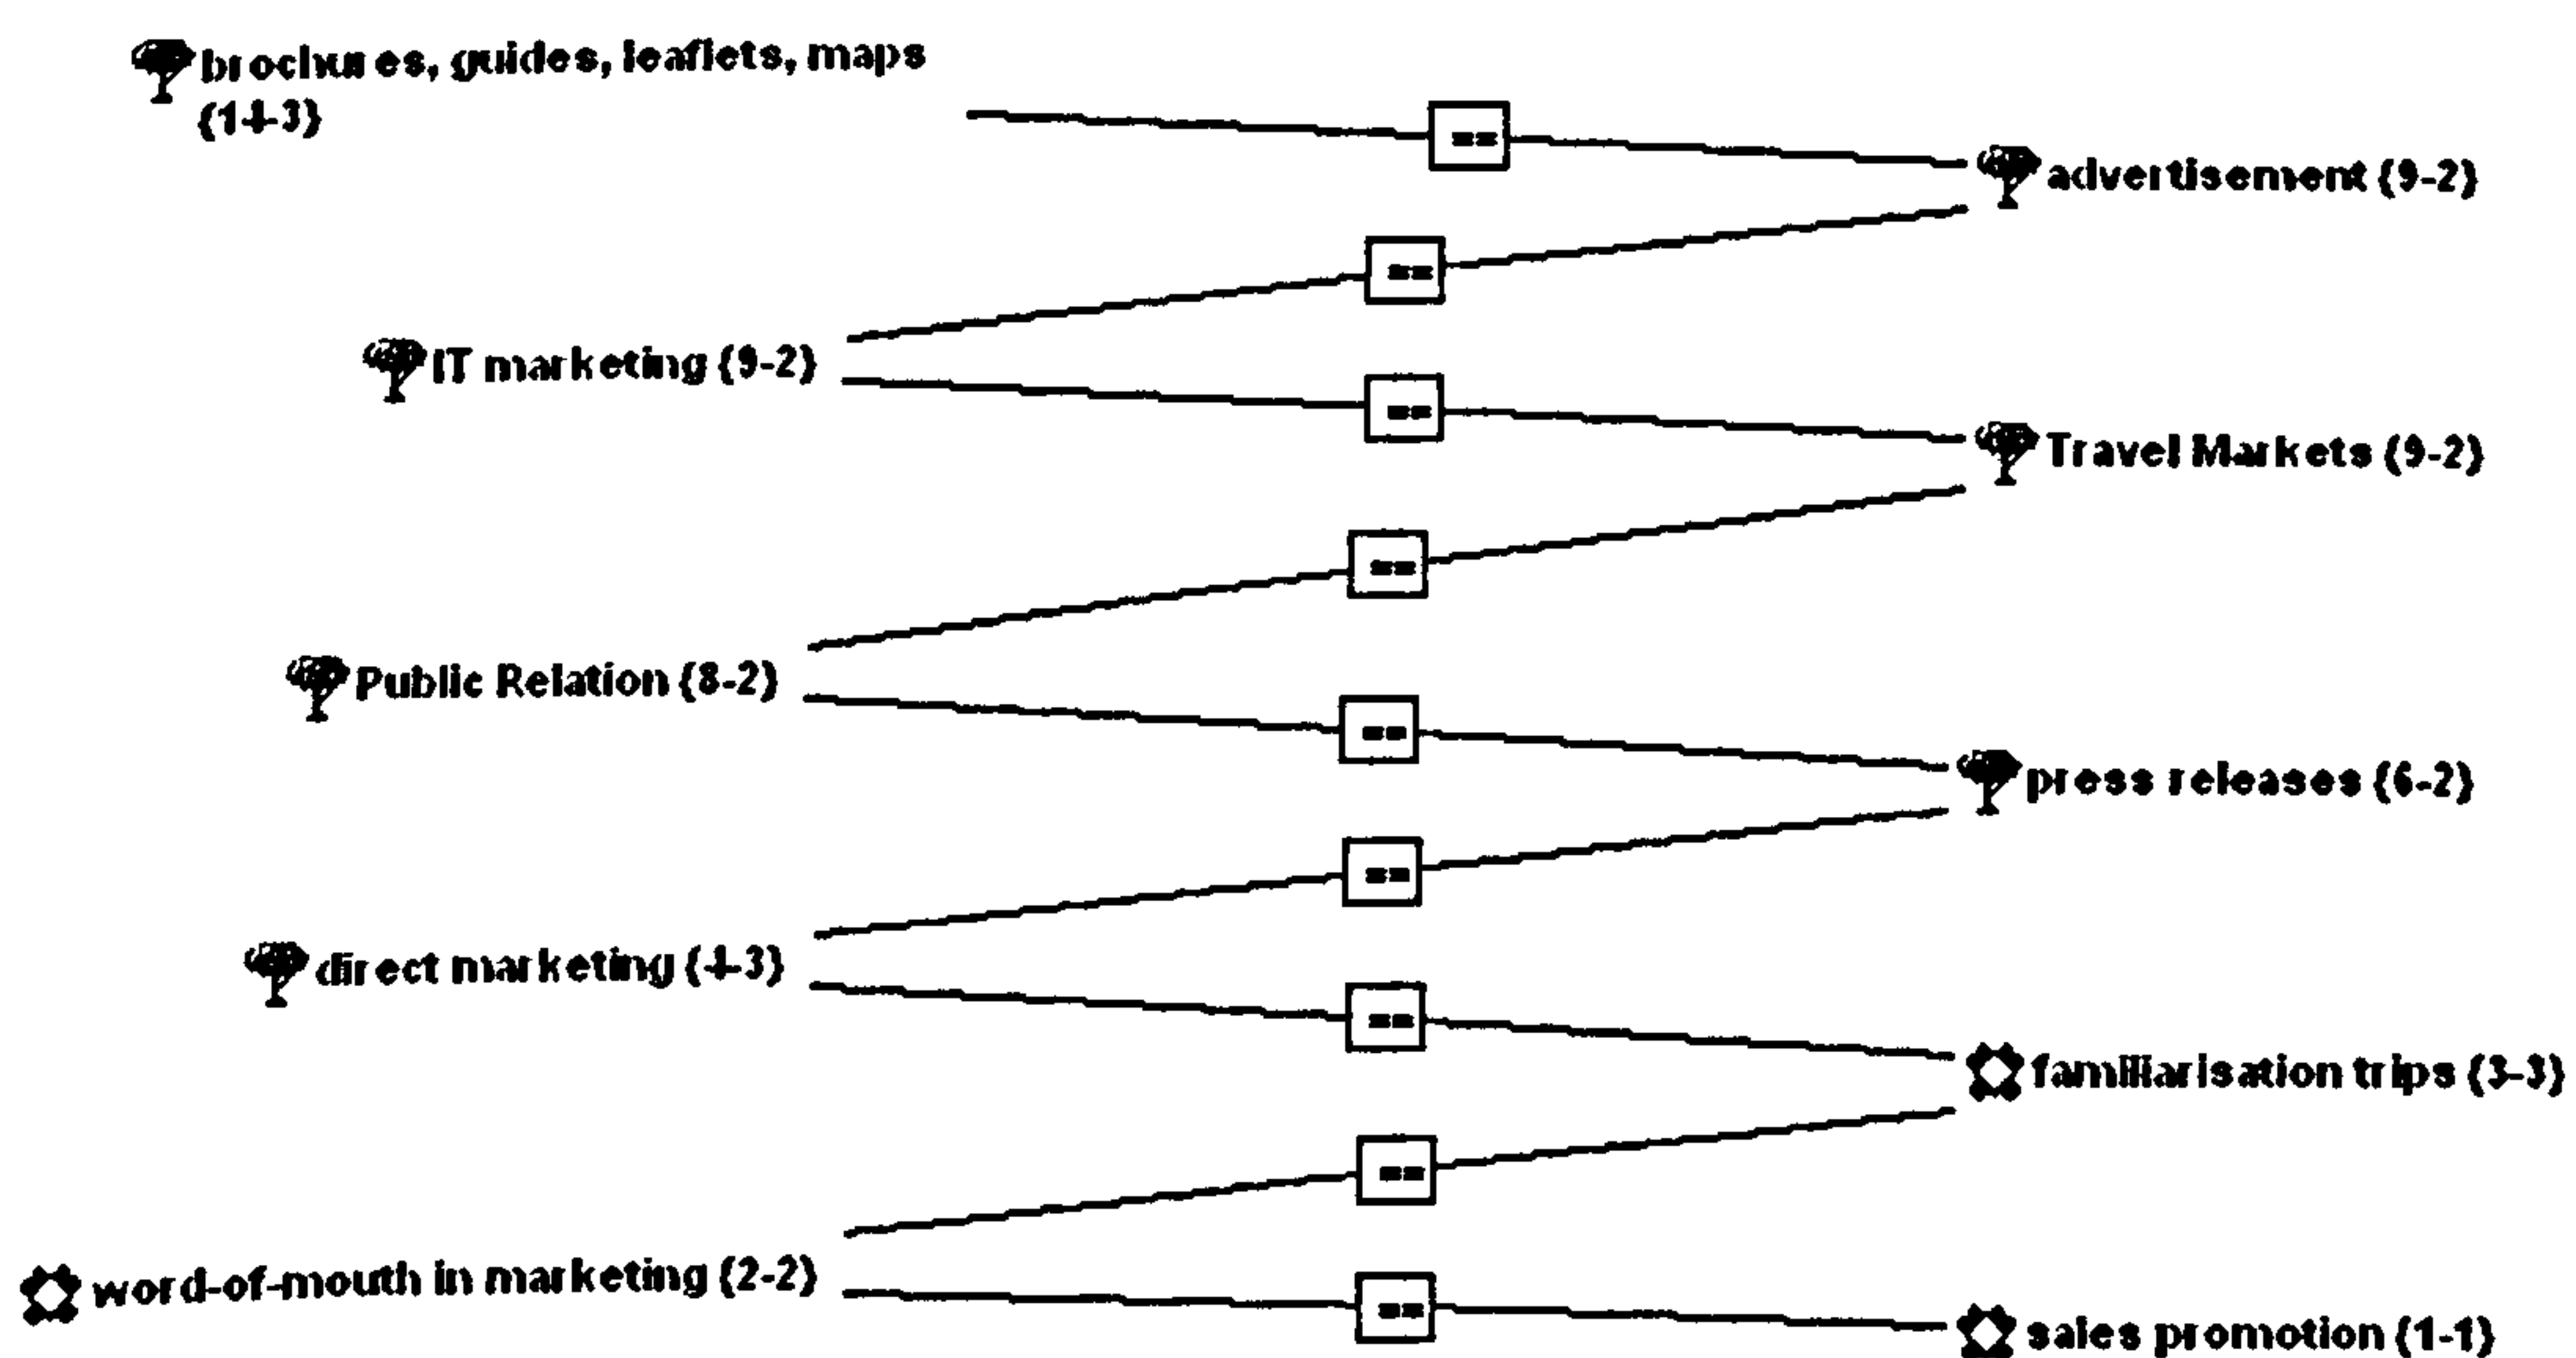 brochures, guides, leaflets, maps
{14-3}
==
advertisement {9-2}
==
IT marketing {9-2}
==
Travel Markets {9-2}
==
Public Relation {8-2}
==
press releases {6-2}
==
direct marketing {4-3}
==
familiarisation trips {3-3}
==
word-of-mouth in marketing {2-2}
==
sales promotion {1-1}